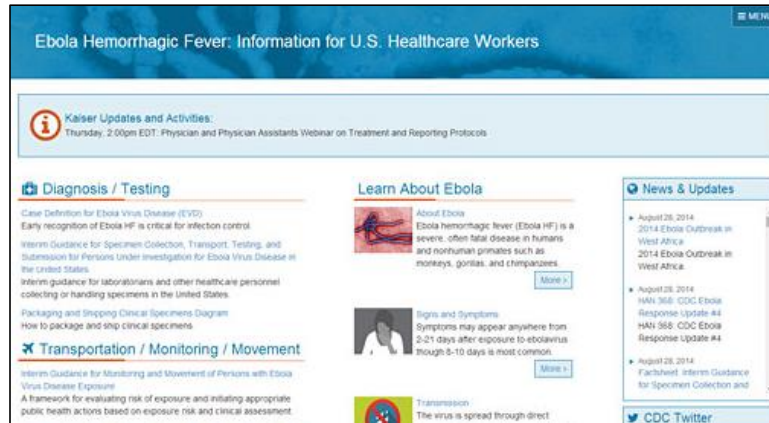 MENU
Ebola Hemorrhagic Fever: Information for U.S. Healthcare Workers
Kaiser Updates and Activities:
Thursday, 2:00pm EDT: Physician and Physician Assistants Webinar on Treatment and Reporting Protocols
Diagnosis / Testing
Case Definition for Ebola Virus Disease (EVD)
Early recognition of Ebola HF is critical for infection control.
Interim Guidance for Specimen Collection, Transport, Testing, and
Submission for Persons Under Investigation for Ebola Virus Disease in
the United States
Interim guidance for laboratorians and other healthcare personnel
collecting or handling specimens in the United States.
Packaging and Shipping Clinical Specimens Diagram
How to package and ship clinical specimens
Transportation / Monitoring / Movement
Interim Guidance for Monitoring and Movement of Persons with Ebola
Virus Disease Exposure
A framework for evaluating risk of exposure and initiating appropriate
public health actions based on exposure risk and clinical assessment.
Learn About Ebola
About Ebola
Ebola hemorrhagic fever (Ebola HF) is a
severe, often fatal disease in humans
and nonhuman primates such as
monkeys, gorillas, and chimpanzees.
More >
Signs and Symptoms
Symptoms may appear anywhere from
2-21 days after exposure to ebolavirus
though 8-10 days is most common.
More >
Transmission
The virus is spread through direct
News & Updates
August 28, 2014
2014 Ebola Outbreak in
West Africa
2014 Ebola Outbreak in
West Africa.
August 28, 2014
HAN 368: CDC Ebola
Response Update #4
HAN 368: CDC Ebola
Response Update #4
August 28, 2014
Factsheet: Interim Guidance
for Specimen Collection and
CDC Twitter